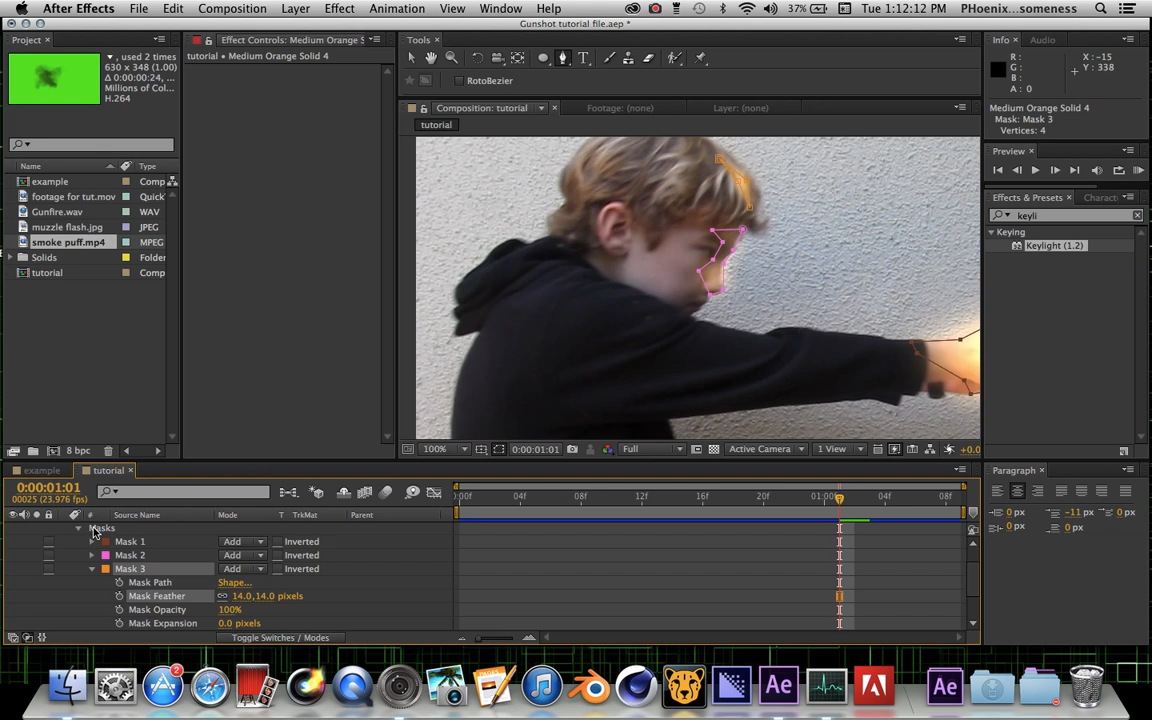 After Effects File Edit Composition Layer Effect Animation View Window Help 37% Tue 1:12:12 PM PHoenix...someness
Gunshot tutorial file.aep *
Project ×
, used 2 times
630 x 348 (1.00)
Δ 0:00:00:24, ...
Millions of Col...
H.264
Name Type
example Comp
footage for tut.mov Quick
Gunfire.wav WAV
muzzle flash.jpg JPEG
smoke puff.mp4 MPEG
Solids Folder
tutorial Comp
8 bpc
Effect Controls: Medium Orange S
tutorial • Medium Orange Solid 4
Tools ×
RotoBezier
Composition: tutorial × Footage: (none) Layer: (none)
tutorial
100% 0:00:01:01 Full Active Camera 1 View +0.0
Info × Audio
R :
G :
B :
A : 0
X : -15
Y : 338
Medium Orange Solid 4
Mask: Mask 3
Vertices: 4
Preview ×
Effects & Presets × Charact
keyli
Keying
Keylight (1.2)
example tutorial ×
0:00:01:01
00025 (23.976 fps)
# Source Name Mode T TrkMat Parent
:00f 04f 08f 12f 16f 20f 01:00f 04f 08f
Masks
Mask 1 Add Inverted
Mask 2 Add Inverted
Mask 3 Add Inverted
Mask Path Shape...
Mask Feather 14.0,14.0 pixels
Mask Opacity 100%
Mask Expansion 0.0 pixels
Toggle Switches / Modes
Paragraph ×
0 px -11 px 0 px
0 px 0 px
2
Ae Ae